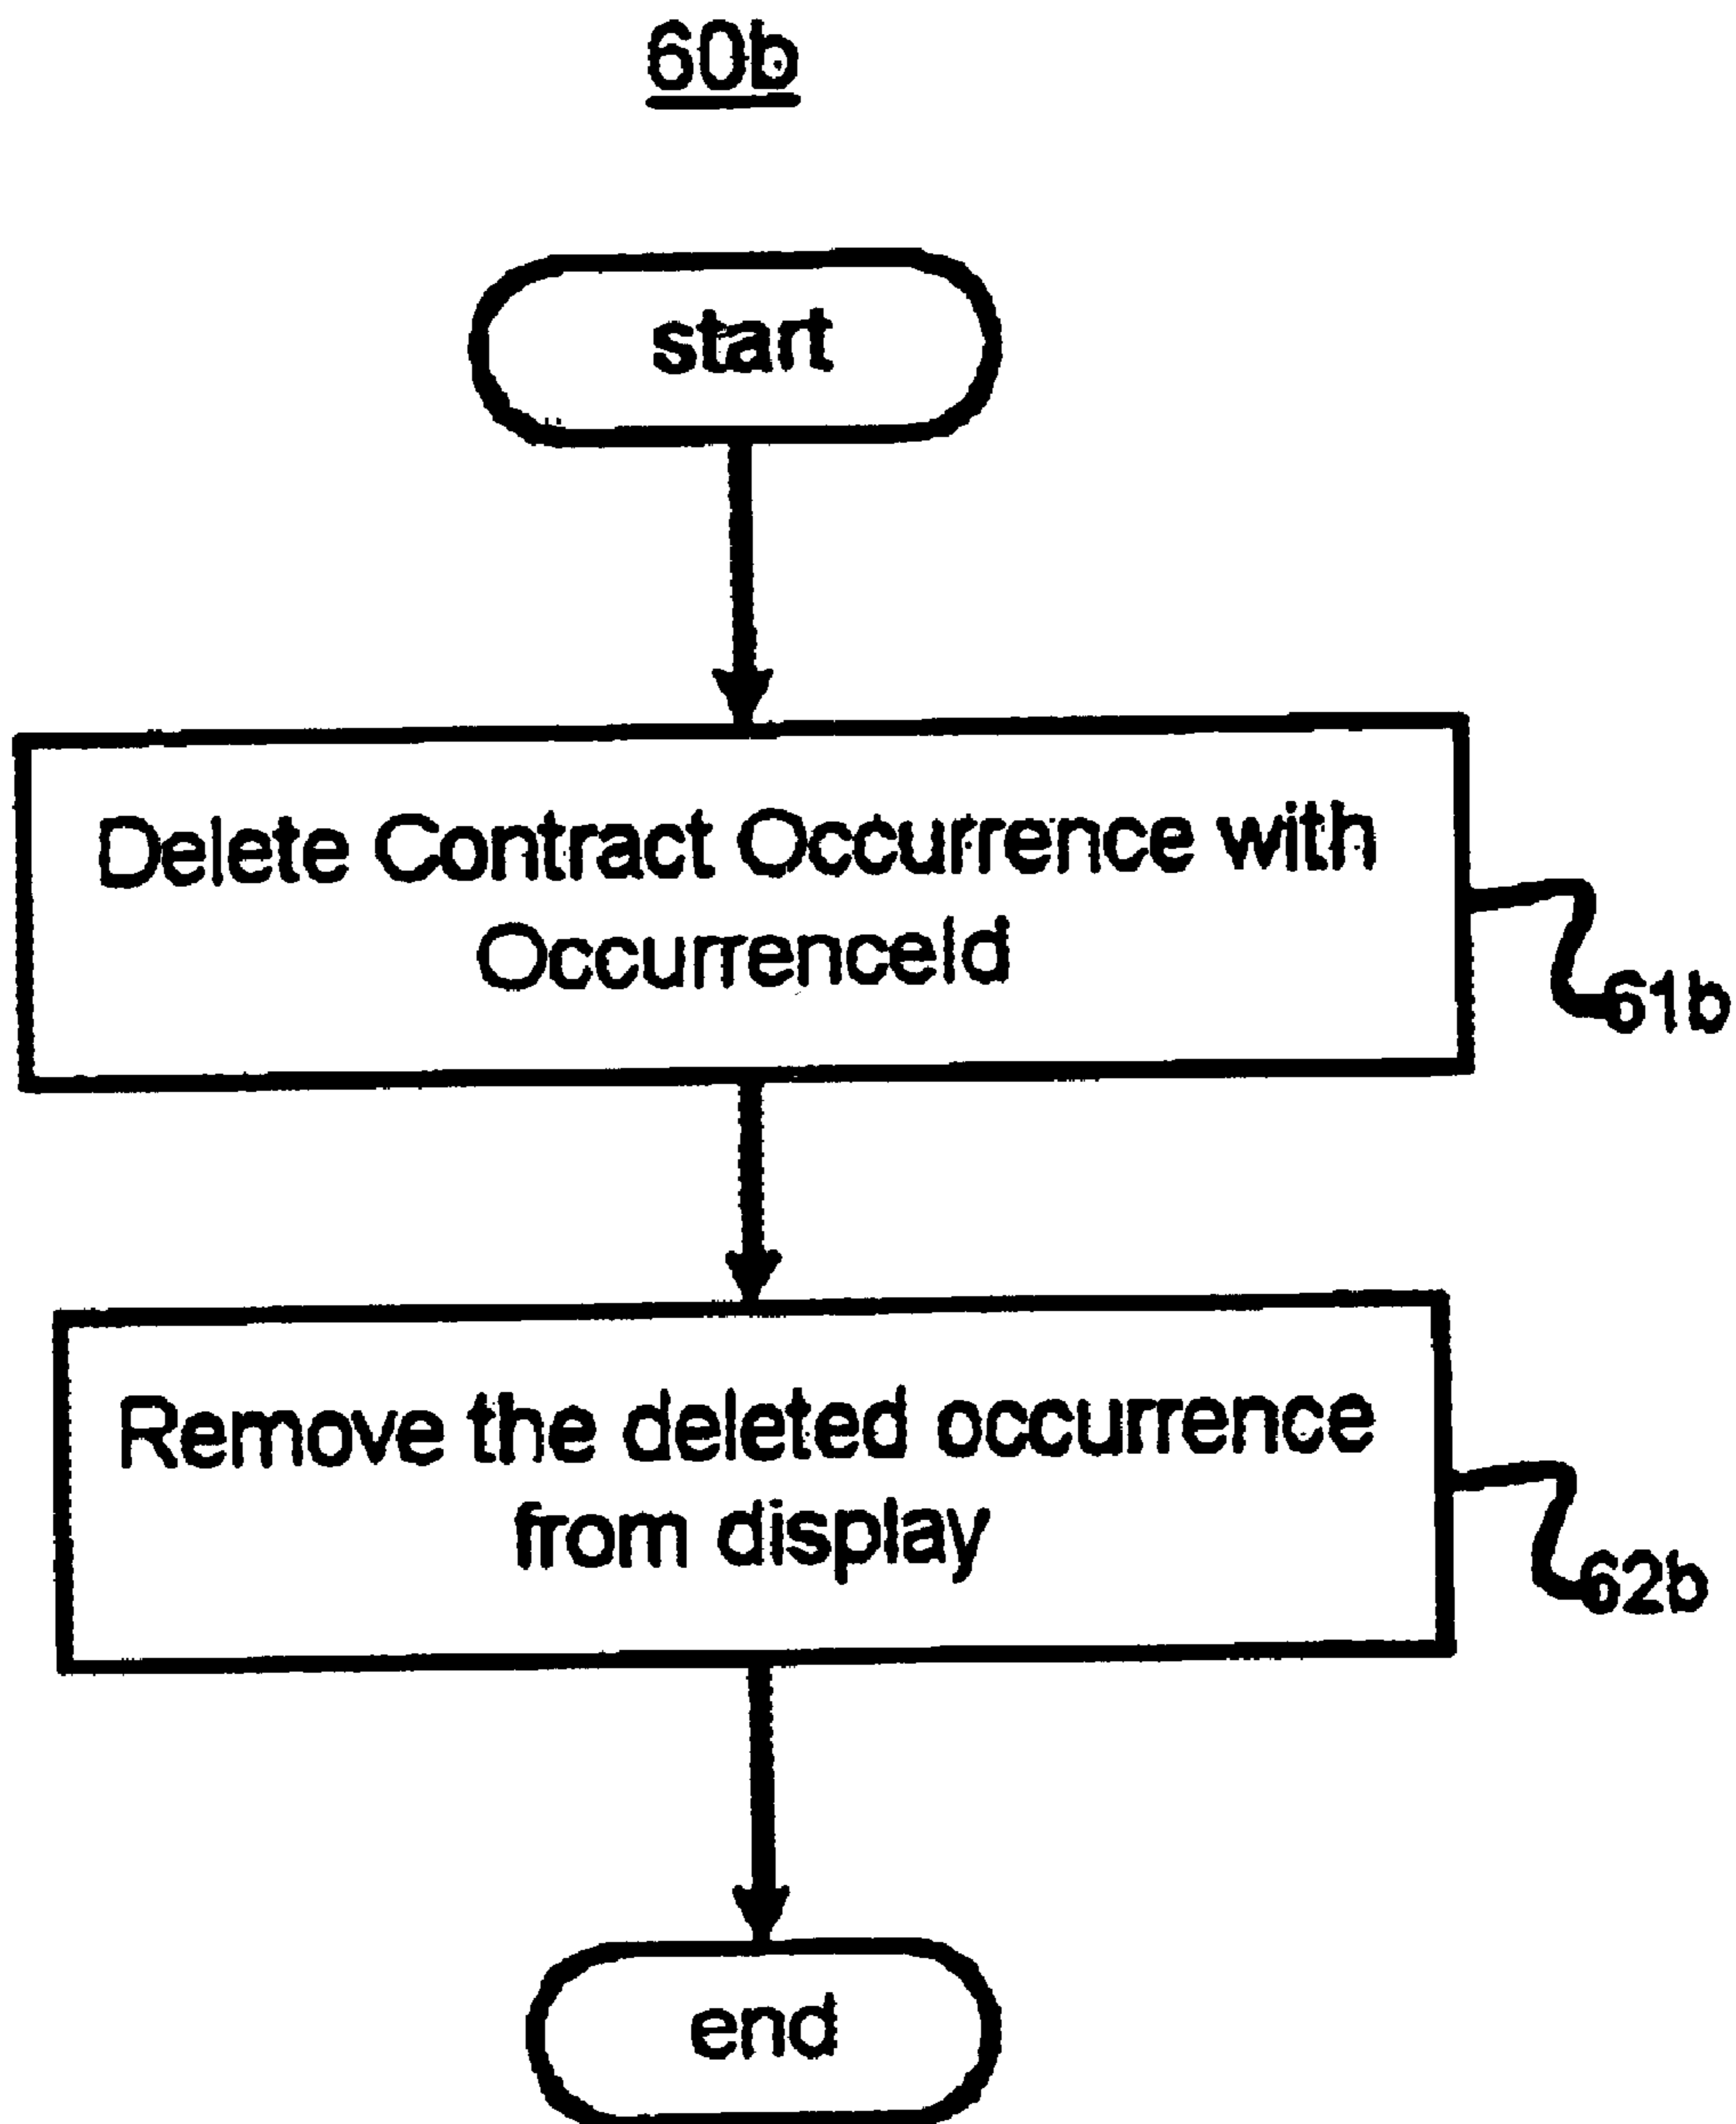 60b
start
Delete Contract Occurrence with
OccurrenceId
61b
Remove the deleted occurrence
from display
62b
end